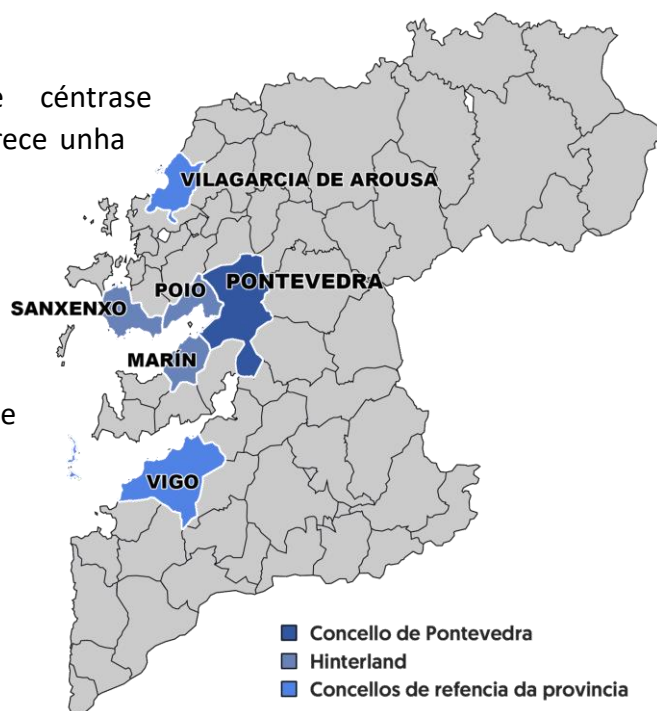 e céntrase
rece unha
VILAGARCIA DE AROUSA
PONTEVEDRA
POIO
SANXENXO
MARÍN
e
VIGO
Concello de Pontevedra
Hinterland
Concellos de refencia da provincia